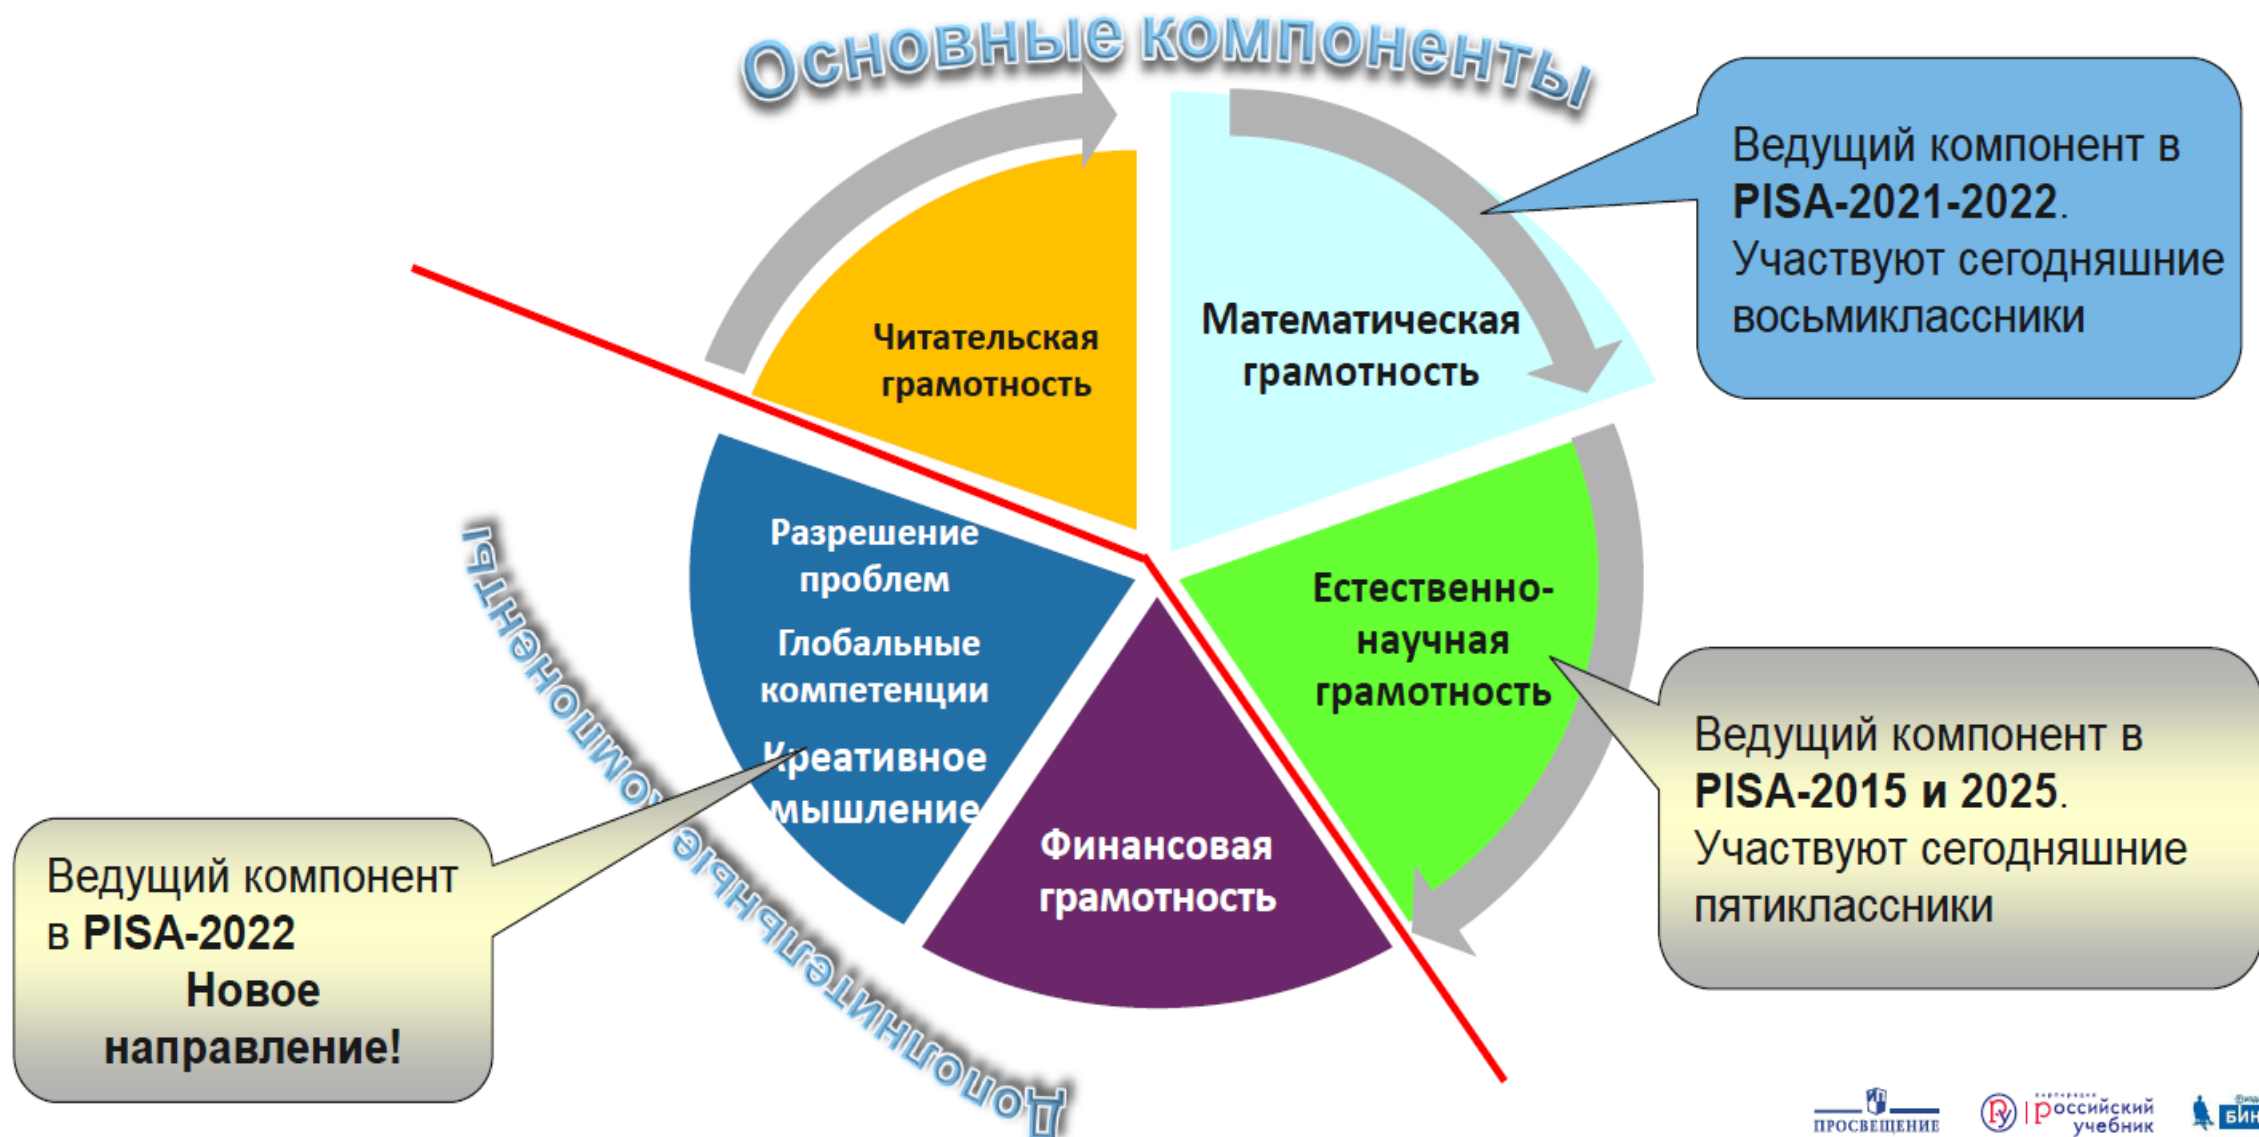 Основные компоненты
Ведущий компонент в
PISA-2021-2022.
Участвуют сегодняшние
восьмиклассники
Читательская
грамотность
Математическая
грамотность
Разрешение
проблем
Глобальные
компетенции
Креативное
мышление
Естественно-
научная
грамотность
Финансовая
грамотность
Ведущий компонент в
PISA-2015 и 2025.
Участвуют сегодняшние
пятиклассники
Ведущий компонент
в PISA-2022
Новое
направление!
Дополнительные компоненты
ПРОСВЕЩЕНИЕ
корпорация
российский
учебник